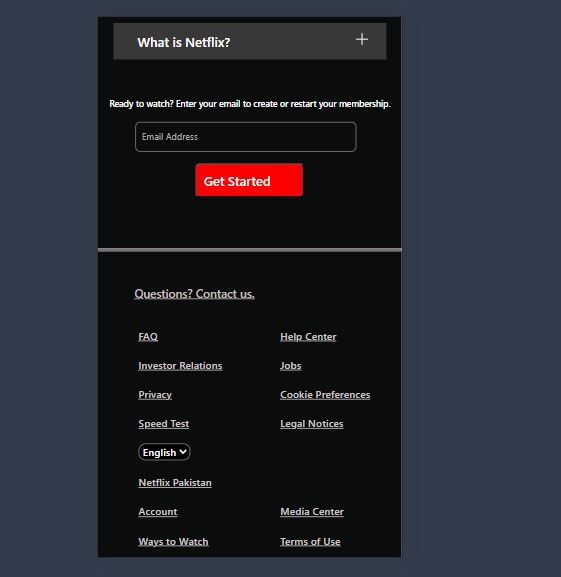 What is Netflix?
Ready to watch? Enter your email to create or restart your membership.
Email Address
Get Started
Questions? Contact us.
FAQ Help Center
Investor Relations Jobs
Privacy Cookie Preferences
Speed Test Legal Notices
English
Netflix Pakistan
Account Media Center
Ways to Watch Terms of Use